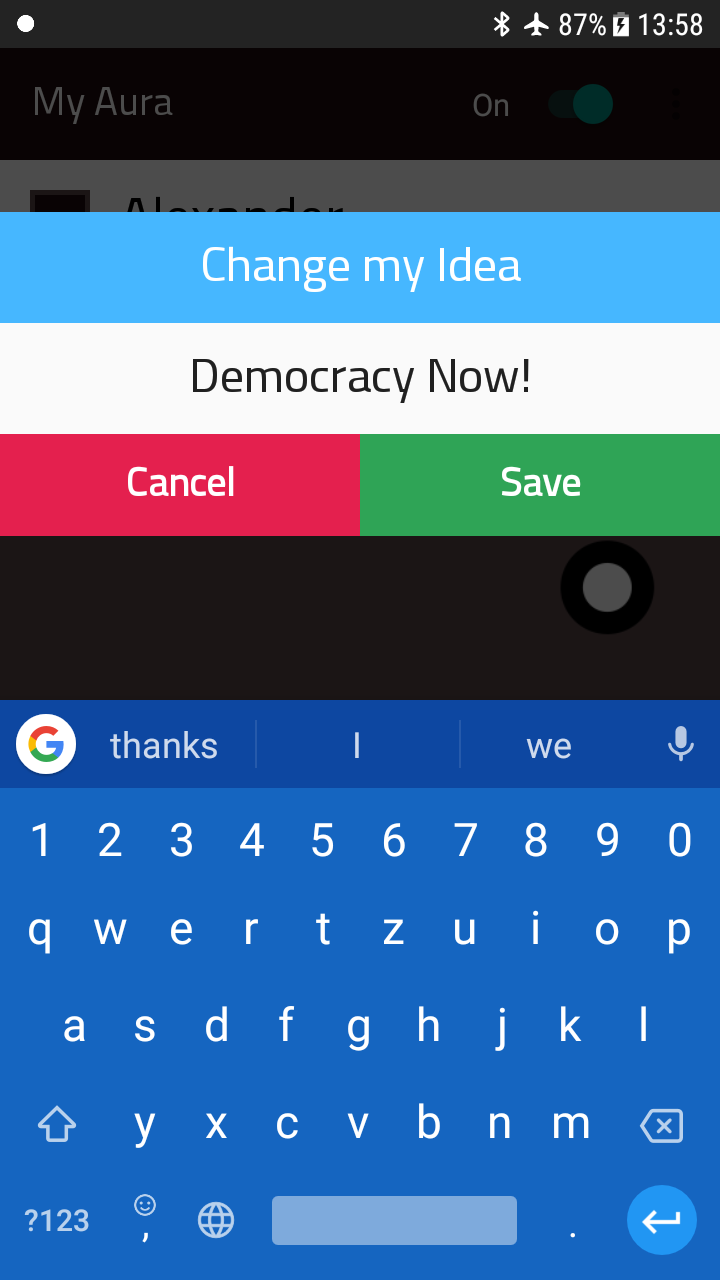 87% 13:58
My Aura On
Alexander
Change my Idea
Democracy Now!
Cancel Save
thanks I we
1 2 3 4 5 6 7 8 9 0
q w e r t z u i o p
a s d f g h j k l
y x c v b n m
?123 , .